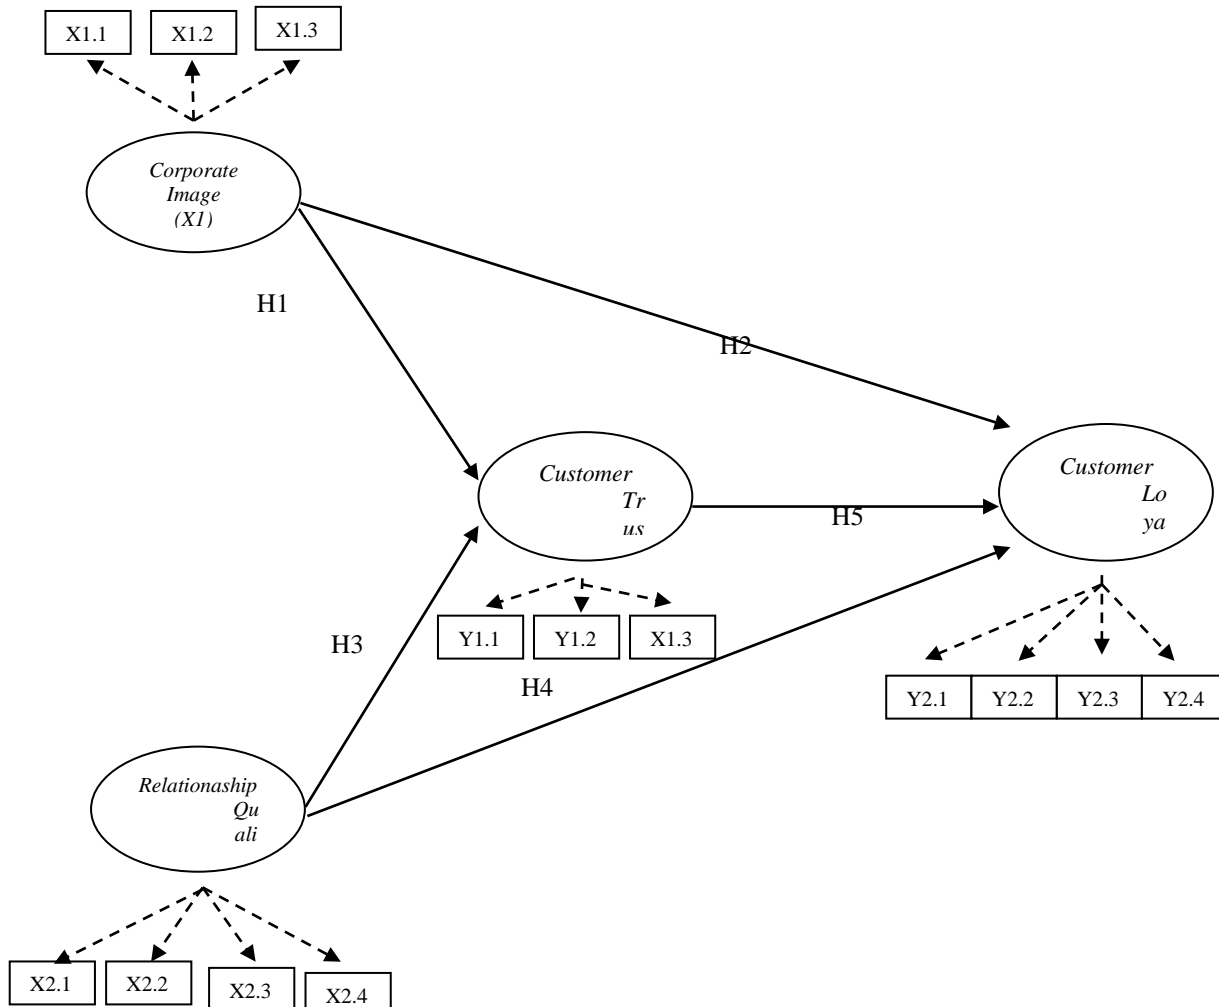 X1.1
X1.2
X1.3
Corporate
Image
(X1)
H1
H2
Customer
Tr
us
Customer
Lo
ya
H5
Y1.1
Y1.2
X1.3
H3
H4
Y2.1
Y2.2
Y2.3
Y2.4
Relationaship
Qu
ali
X2.1
X2.2
X2.3
X2.4